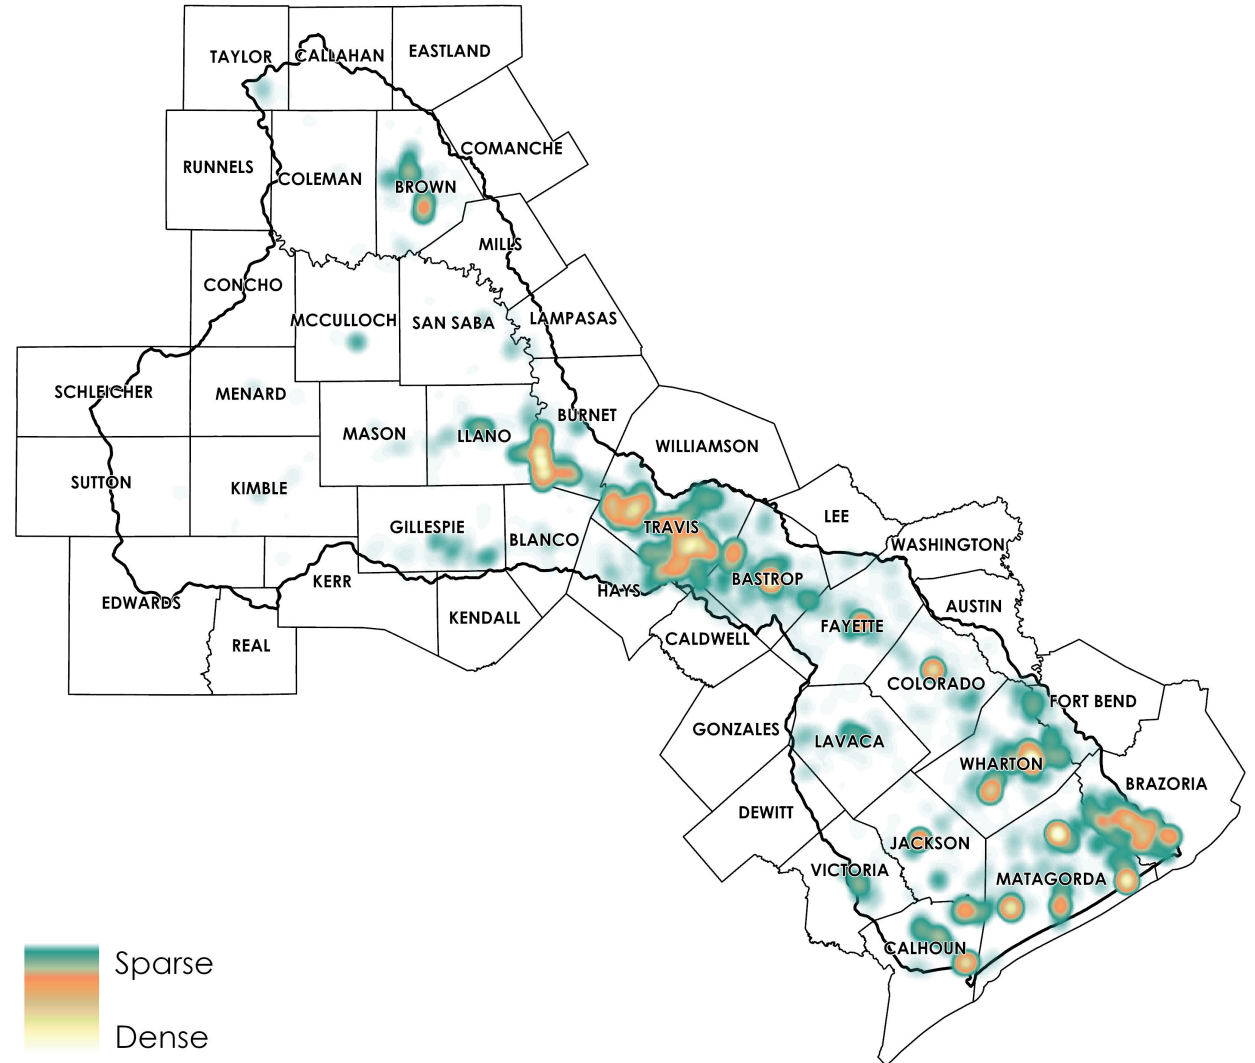 TAYLOR
CALLAHAN
EASTLAND
RUNNELS
COLEMAN
BROWN
COMANCHE
MILLS
CONCHO
MCCULLOCH
SAN SABA
LAMPASAS
SCHLEICHER
MENARD
MASON
LLANO
BURNET
WILLIAMSON
SUTTON
KIMBLE
GILLESPIE
BLANCO
TRAVIS
LEE
WASHINGTON
EDWARDS
KERR
REAL
KENDALL
HAYS
BASTROP
CALDWELL
FAYETTE
AUSTIN
GONZALES
LAVACA
COLORADO
FORT BEND
WHARTON
BRAZORIA
DEWITT
VICTORIA
JACKSON
MATAGORDA
CALHOUN
Sparse
Dense